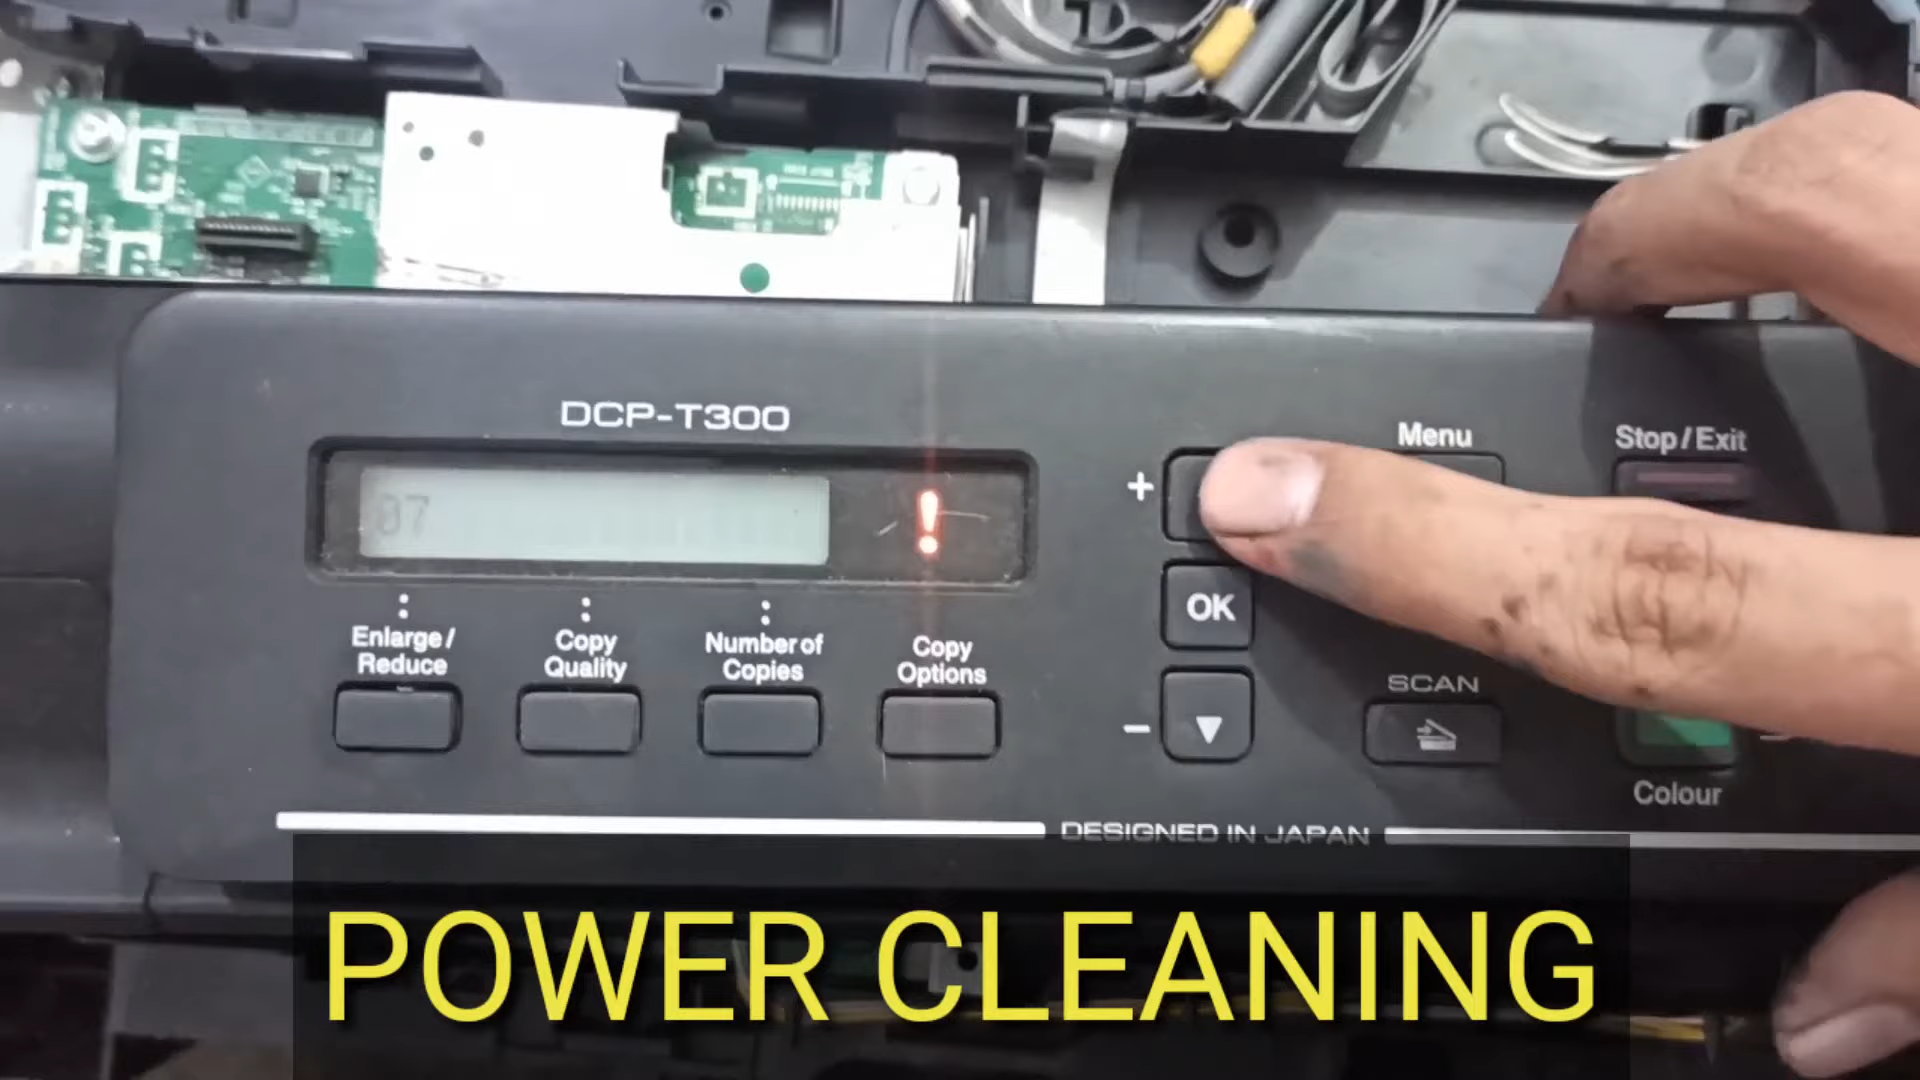 DCP-T300
07
+
Menu
Stop/Exit
OK
Enlarge/
Reduce
Copy
Quality
Number of
Copies
Copy
Options
SCAN
−
Colour
DESIGNED IN JAPAN
POWER CLEANING